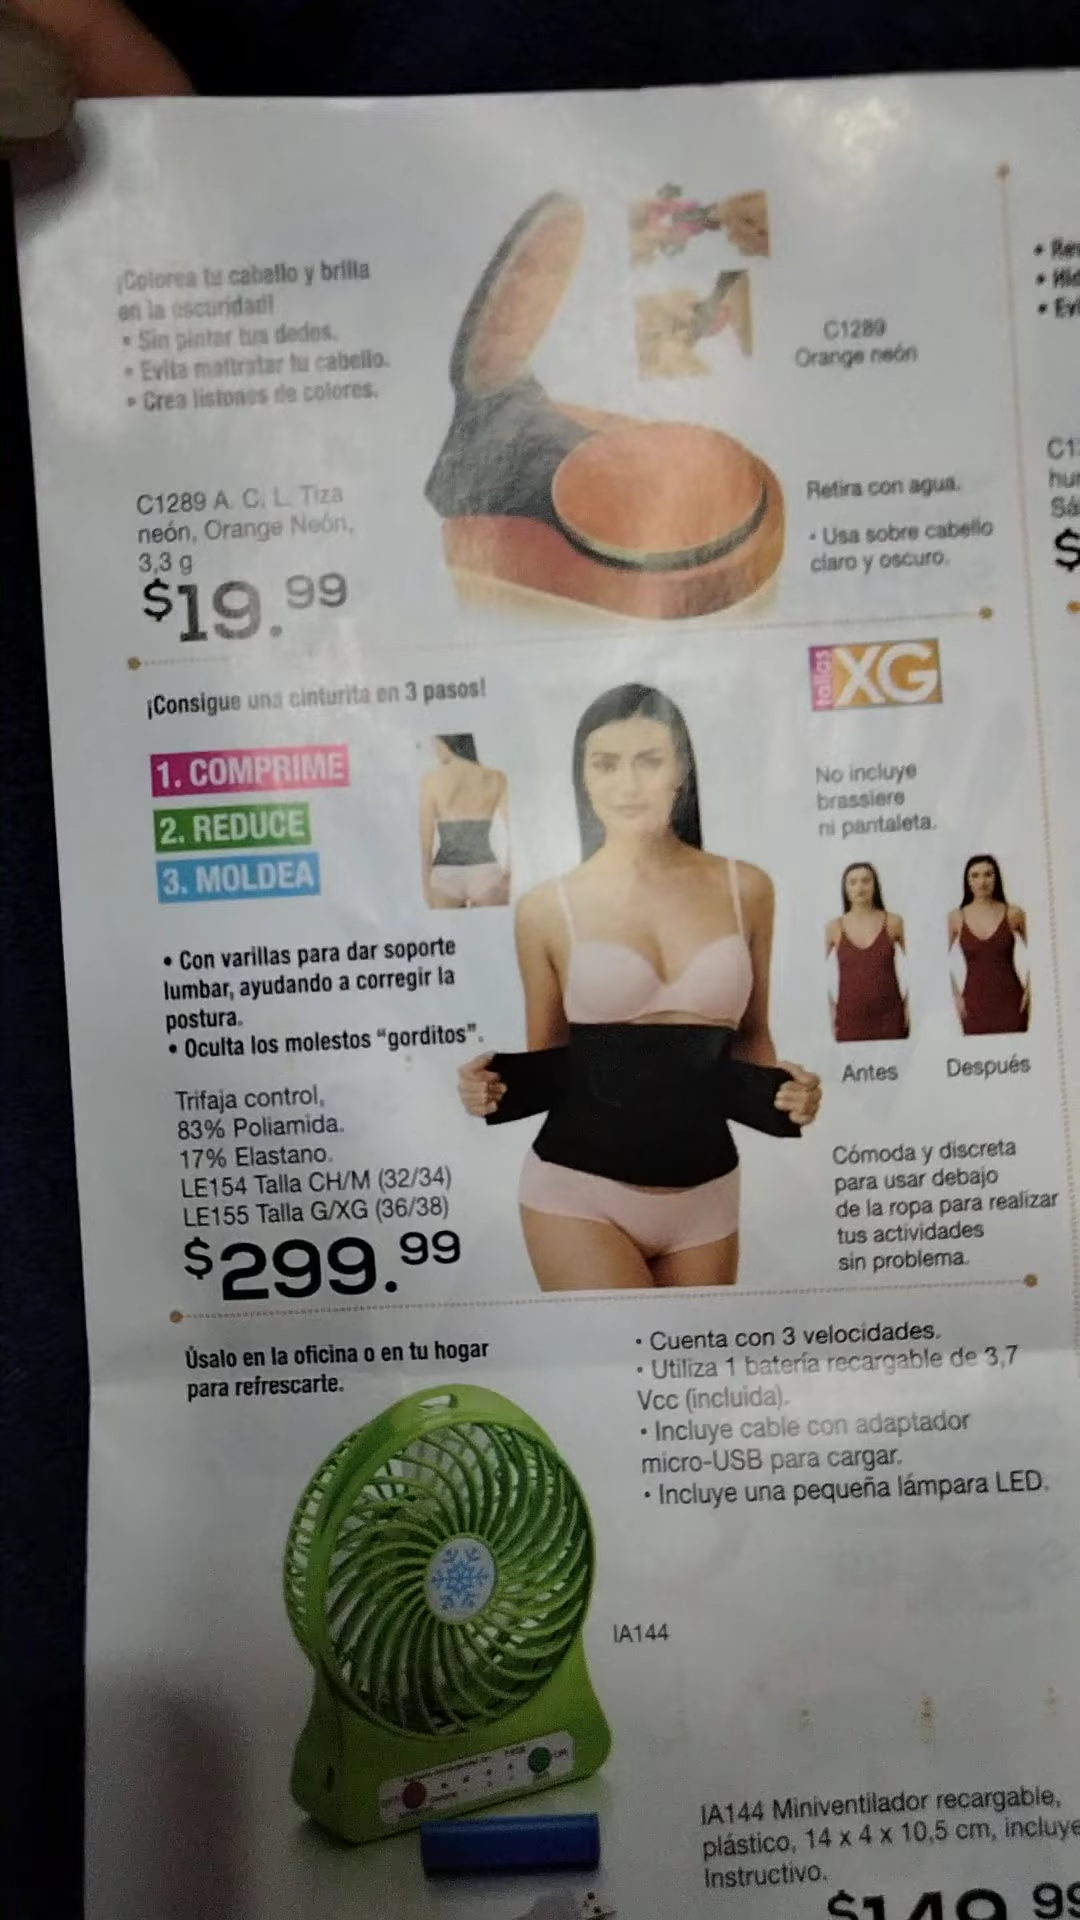 ¡Colorea tu cabello y brilla
en la oscuridad!
• Sin pintar tus dedos.
• Evita maltratar tu cabello.
• Crea listones de colores.
C1289
Orange neón
C1289 A. C. L. Tiza
neón, Orange Neón,
3,3 g
$19.99
Retira con agua.
• Usa sobre cabello
claro y oscuro.
C1
$
¡Consigue una cinturita en 3 pasos!
tallas XG
1. COMPRIME
2. REDUCE
3. MOLDEA
No incluye
brassiere
ni pantaleta.
• Con varillas para dar soporte
lumbar, ayudando a corregir la
postura.
• Oculta los molestos “gorditos”.
Antes
Después
Trifaja control,
83% Poliamida.
17% Elastano.
LE154 Talla CH/M (32/34)
LE155 Talla G/XG (36/38)
$299.99
Cómoda y discreta
para usar debajo
de la ropa para realizar
tus actividades
sin problema.
Úsalo en la oficina o en tu hogar
para refrescarte.
• Cuenta con 3 velocidades.
• Utiliza 1 batería recargable de 3,7
Vcc (incluida).
• Incluye cable con adaptador
micro-USB para cargar.
• Incluye una pequeña lámpara LED.
IA144
IA144 Miniventilador recargable,
plástico, 14 x 4 x 10,5 cm, incluye
Instructivo.
$149.99